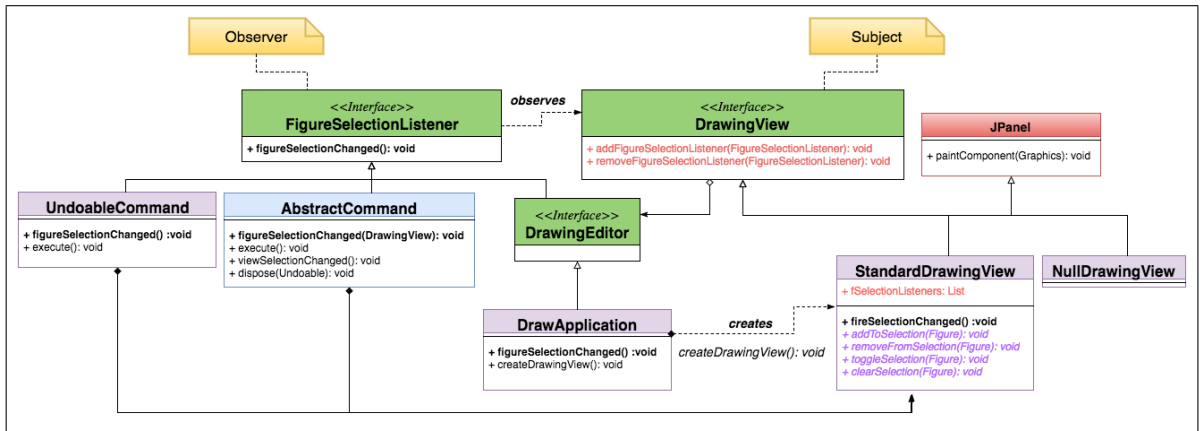 Observer
Subject
<<Interface>>
FigureSelectionListener
+ figureSelectionChanged(): void
observes
<<Interface>>
DrawingView
+ addFigureSelectionListener(FigureSelectionListener): void
+ removeFigureSelectionListener(FigureSelectionListener): void
JPanel
+ paintComponent(Graphics): void
UndoableCommand
+ figureSelectionChanged() :void
+ execute(): void
AbstractCommand
+ figureSelectionChanged(DrawingView): void
+ execute(): void
+ viewSelectionChanged(): void
+ dispose(Undoable): void
<<Interface>>
DrawingEditor
StandardDrawingView
+ fSelectionListeners: List
+ fireSelectionChanged() :void
+ addToSelection(Figure): void
+ removeFromSelection(Figure): void
+ toggleSelection(Figure): void
+ clearSelection(Figure): void
NullDrawingView
DrawApplication
+ figureSelectionChanged() :void
+ createDrawingView(): void
creates
createDrawingView(): void